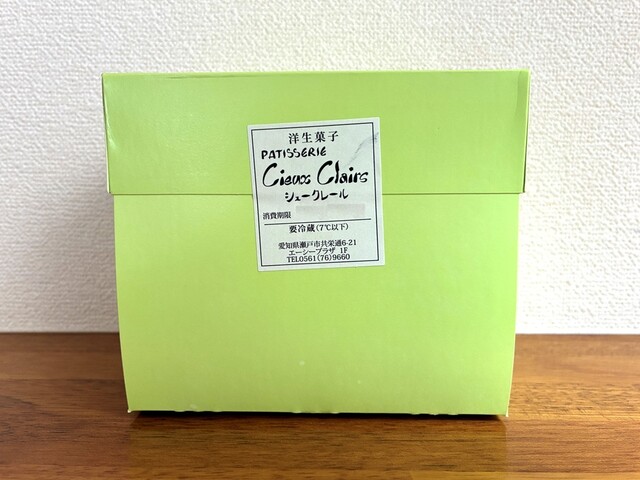 洋生菓子
PATISSERIE
Cieux Clairs
シュークレール
消費期限
要冷蔵(7℃以下)
愛知県瀬戸市共栄通6-21
エーシープラザ 1F
TEL0561(76)9660